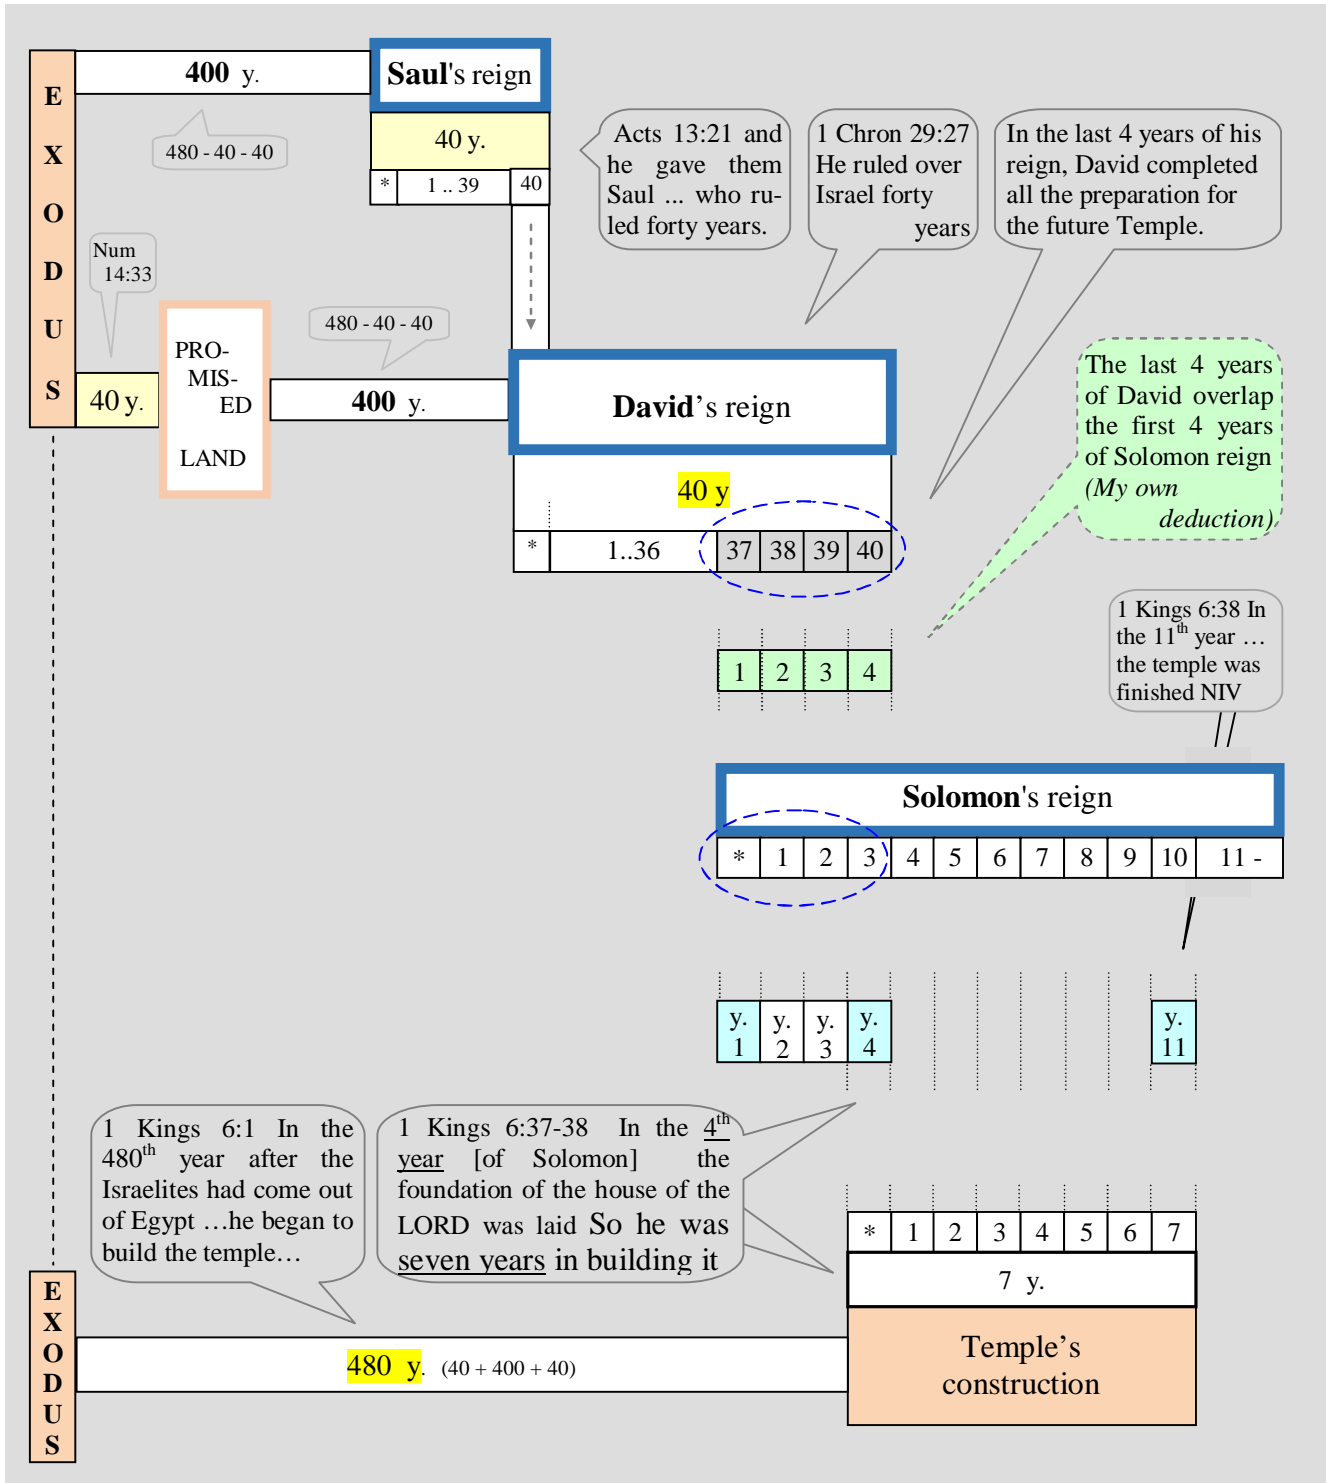 E
X
O
D
U
S
400 y.
480 - 40 - 40
Saul's reign
40 y.
* 1 .. 39 40
Acts 13:21 and
he gave them
Saul ... who ru-
led forty years.
1 Chron 29:27
He ruled over
Israel forty
years
In the last 4 years of his
reign, David completed
all the preparation for
the future Temple.
Num
14:33
40 y.
PRO-
MIS-
ED
LAND
480 - 40 - 40
400 y.
David's reign
40 y
* 1..36 37 38 39 40
The last 4 years
of David overlap
the first 4 years
of Solomon reign
(My own
deduction)
1 2 3 4
1 Kings 6:38 In
the 11th year …
the temple was
finished NIV
Solomon's reign
* 1 2 3 4 5 6 7 8 9 10 11 -
y. y. y. y. y.
1 2 3 4 11
1 Kings 6:1 In the
480th year after the
Israelites had come out
of Egypt …he began to
build the temple…
1 Kings 6:37-38 In the 4th
year [of Solomon] the
foundation of the house of the
LORD was laid So he was
seven years in building it
* 1 2 3 4 5 6 7
7 y.
Temple's
construction
E
X
O
D
U
S
480 y. (40 + 400 + 40)